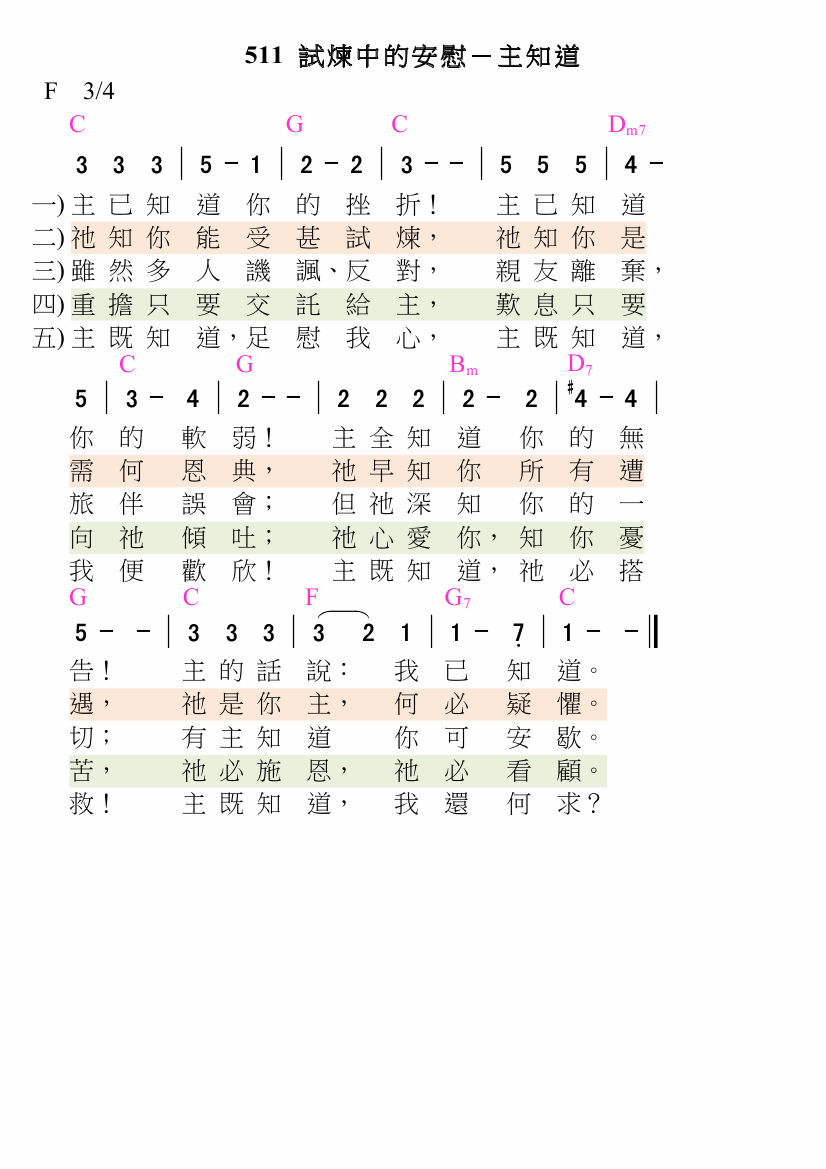 511 試煉中的安慰－主知道
F 3/4
C G C Dm7
3 3 3 | 5 - 1 | 2 - 2 | 3 - - | 5 5 5 | 4 -
一) 主已知道你的挫折！ 主已知道
二) 祂知你能受甚試煉， 祂知你是
三) 雖然多人譏諷、反對， 親友離棄，
四) 重擔只要交託給主， 歎息只要
五) 主既知道，足慰我心， 主既知道，
C G Bm D7
5 | 3 - 4 | 2 - - | 2 2 2 | 2 - 2 | #4 - 4 |
你的軟弱！ 主全知道你的無
需何恩典， 祂早知你所有遭
旅伴誤會； 但祂深知你的一
向祂傾吐； 祂心愛你，知你憂
我便歡欣！ 主既知道，祂必搭
G C F G7 C
5 - - | 3 3 3 | 3 2 1 | 1 - 7̣ | 1 - - ‖
告！ 主的話說： 我已知道。
遇， 祂是你主， 何必疑懼。
切； 有主知道 你可安歇。
苦， 祂必施恩， 祂必看顧。
救！ 主既知道， 我還何求？